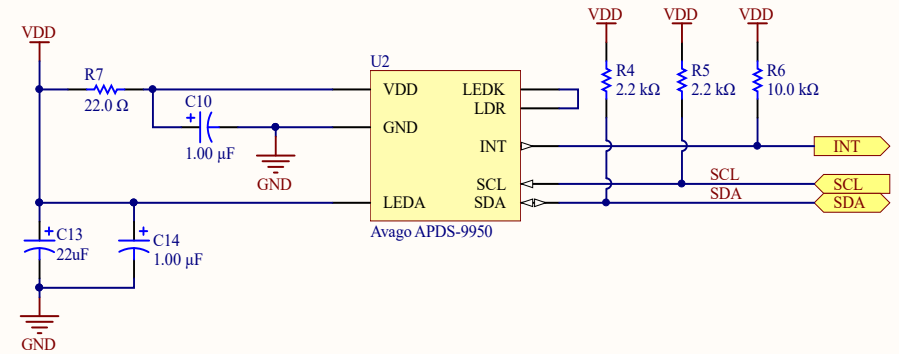 VDD
R7
22.0 Ω
C10
+
1.00 µF
GND
U2
VDD
GND
LEDA
LEDK
LDR
INT
SCL
SDA
Avago APDS-9950
VDD
R4
2.2 kΩ
VDD
R5
2.2 kΩ
VDD
R6
10.0 kΩ
INT
SCL
SCL
SDA
SDA
+
C13
22uF
+
C14
1.00 µF
GND